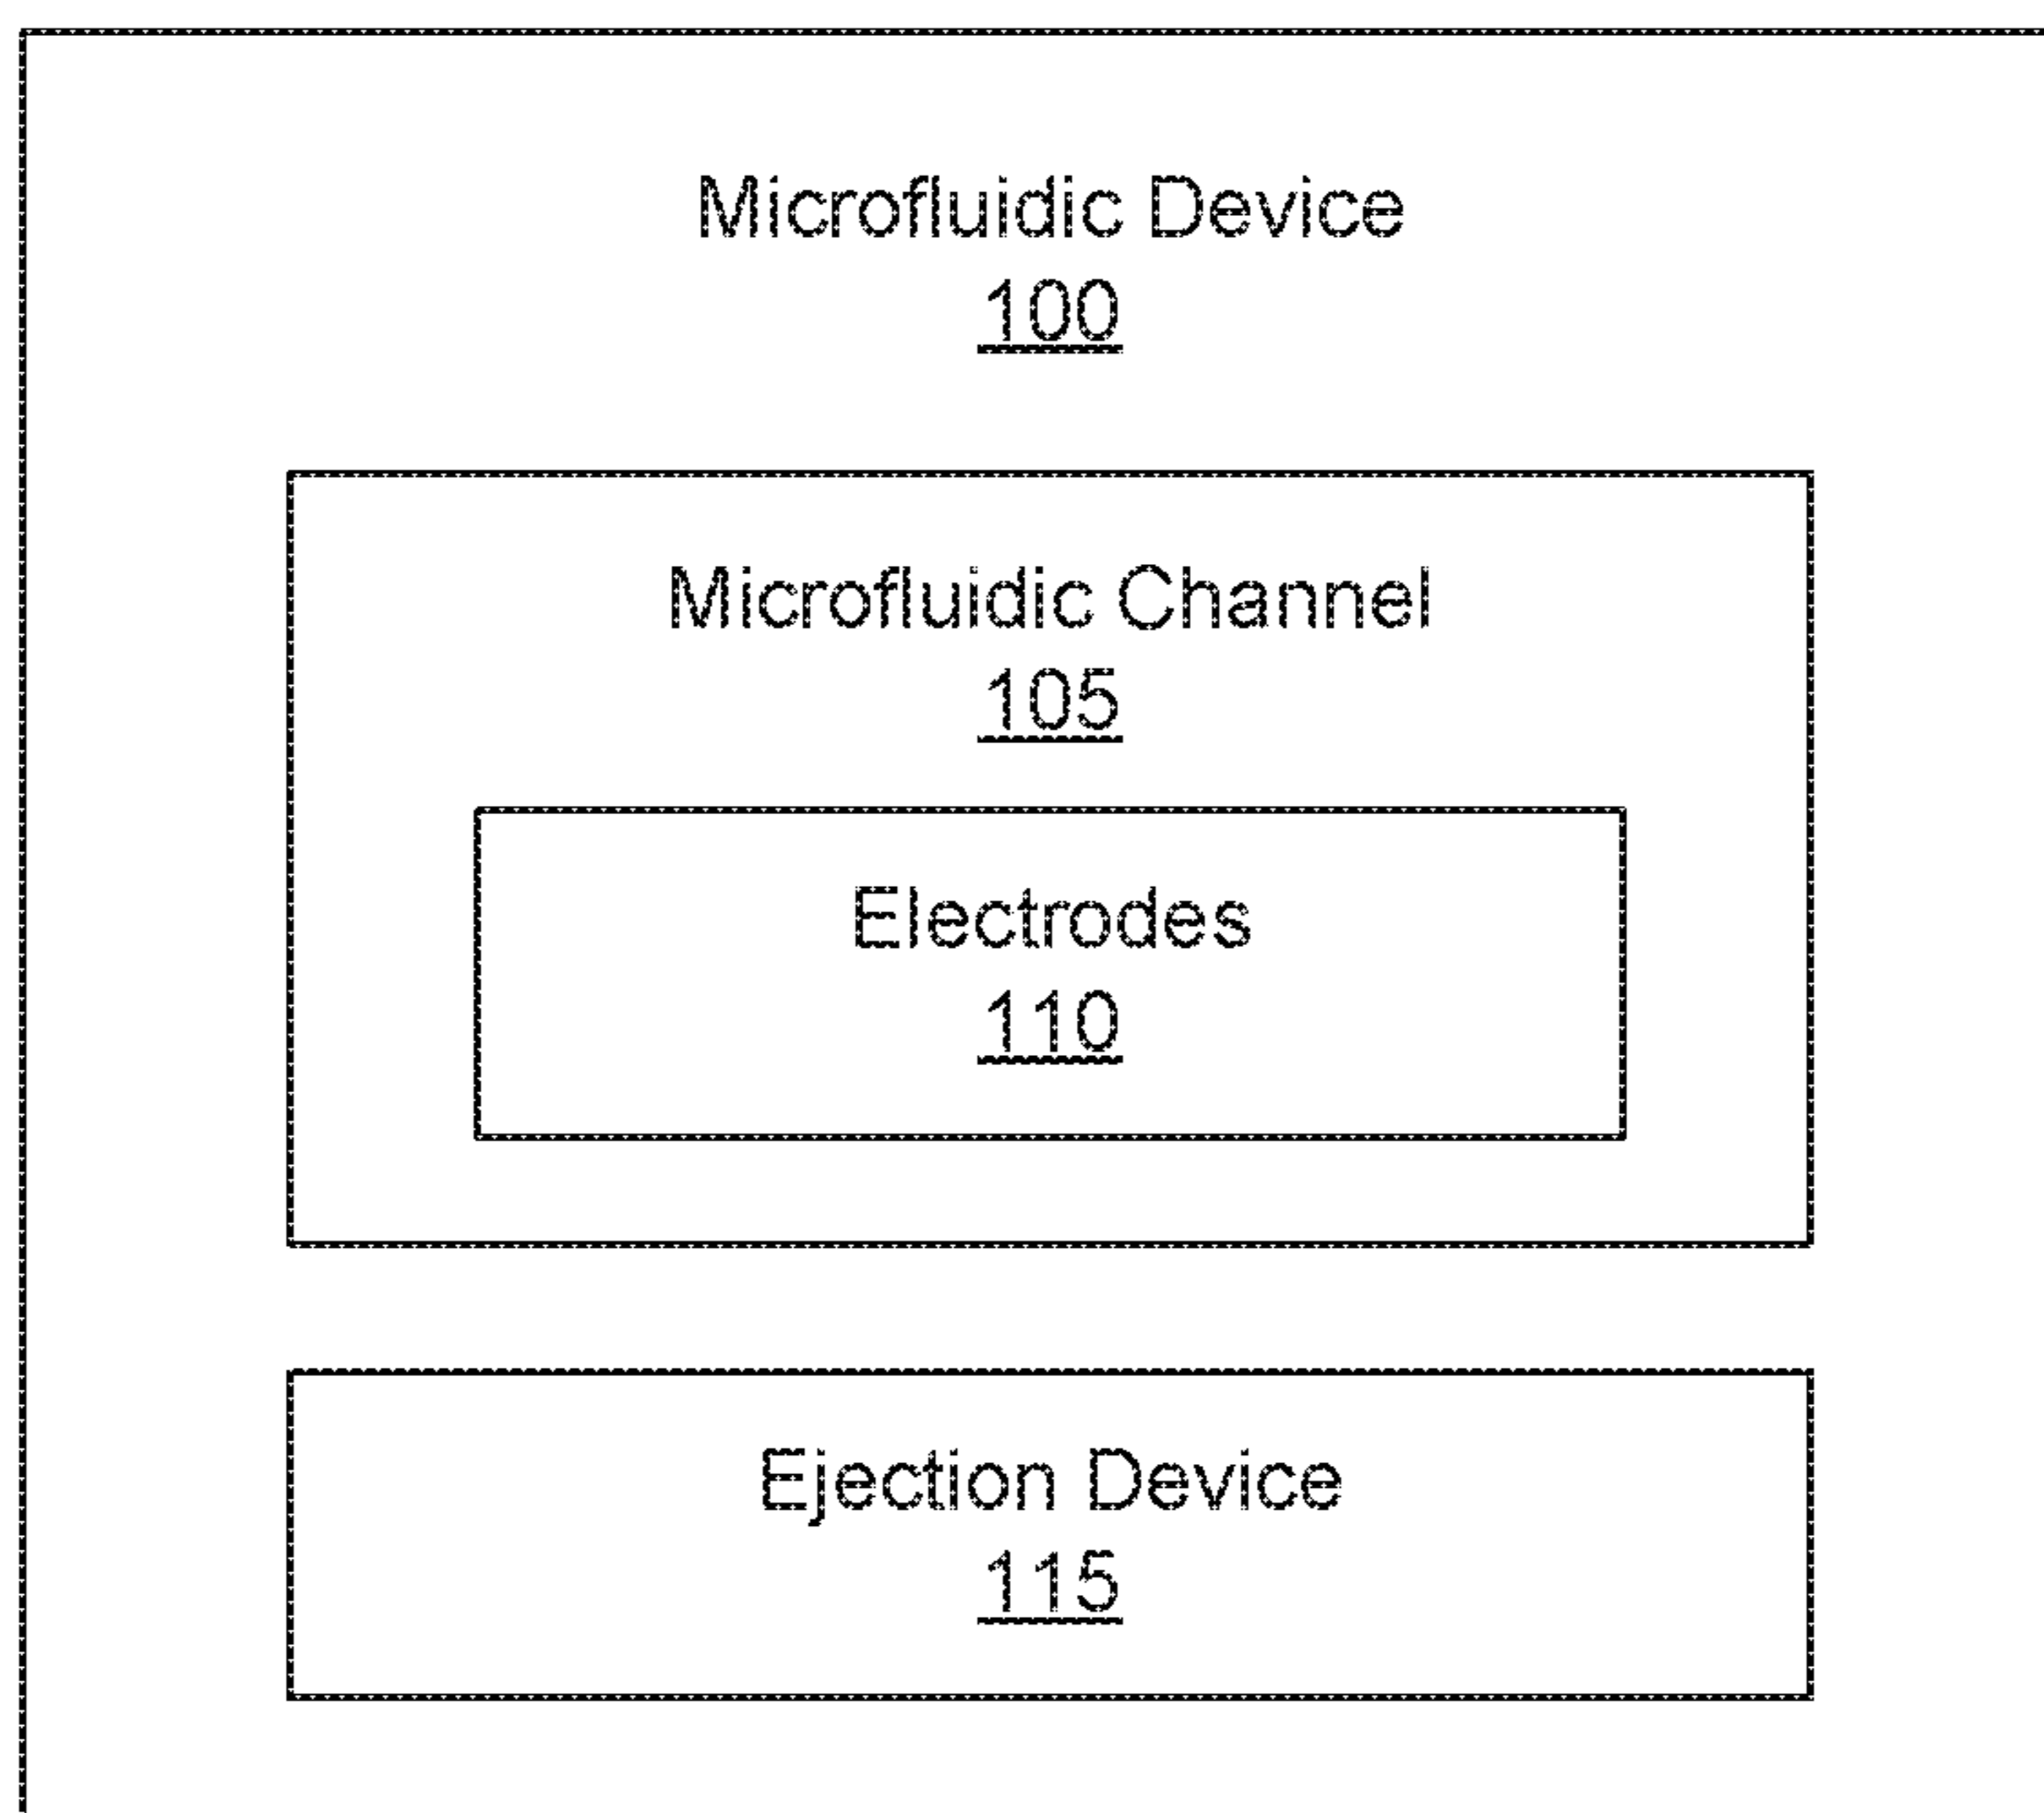 Microfluidic Device
100
Microfluidic Channel
105
Electrodes
110
Ejection Device
115